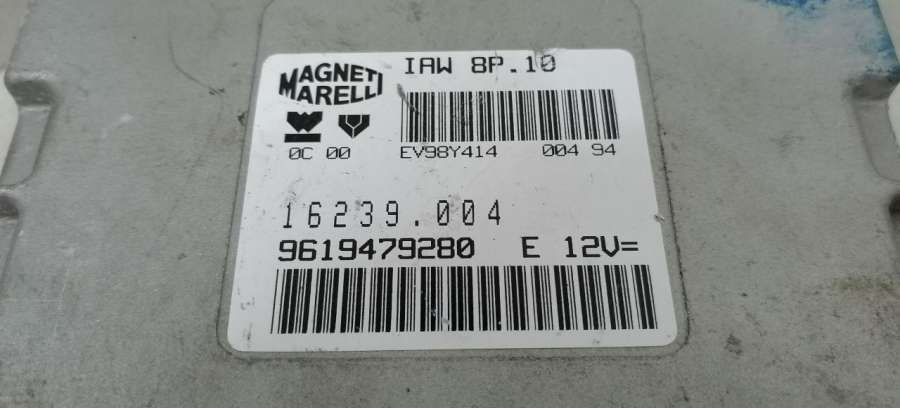 MAGNETI
MARELLI
IAW 8P.10
0C 00
EV98Y414 004 94
16239.004
9619479280 E 12V=